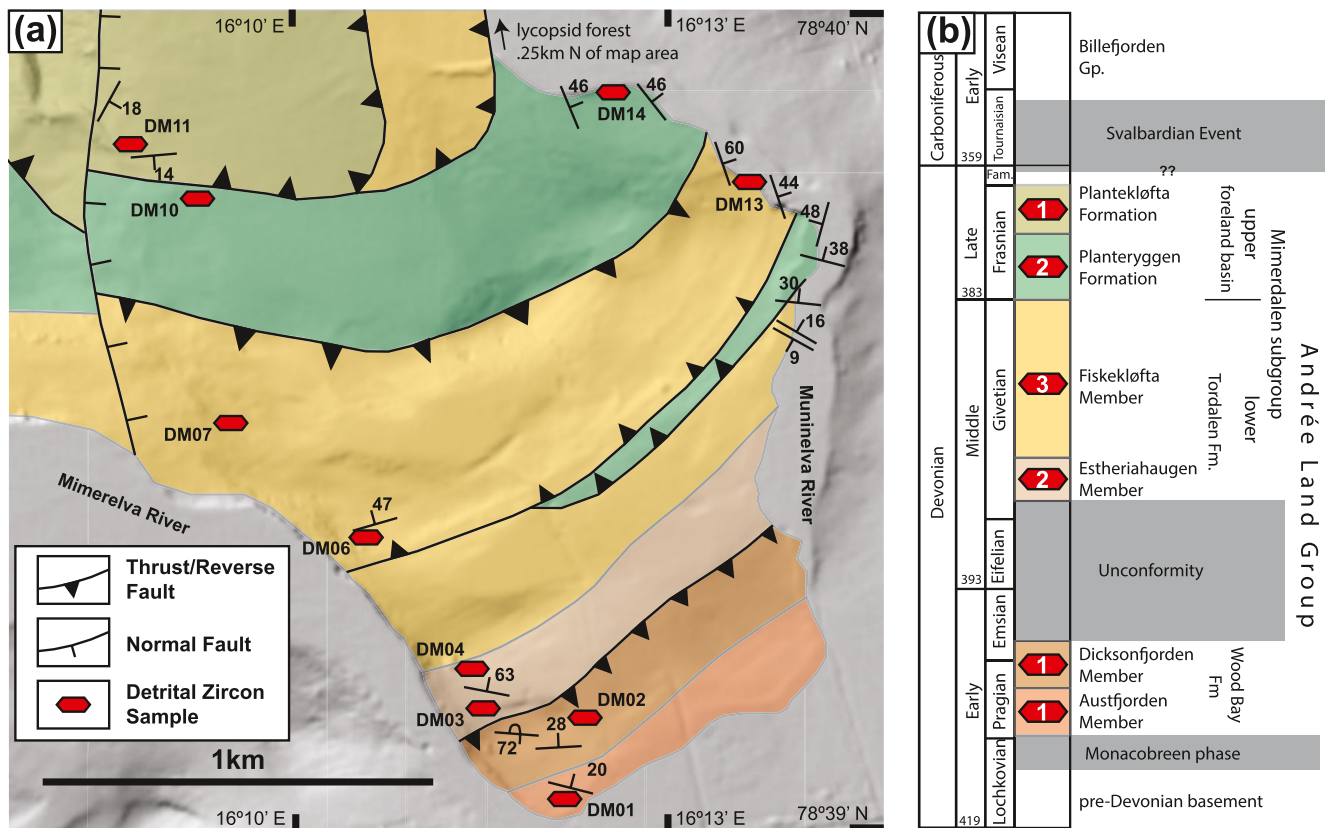 (a)
16°10' E
lycopsid forest
.25km N of map area
16°13' E
78°40' N
46
46
DM14
18
DM11
14
DM10
60
DM13
44
48
38
30
16
9
DM07
Mimerelva River
Muninelva River
47
DM06
Thrust/Reverse
Fault
Normal Fault
Detrital Zircon
Sample
DM04
63
DM03
DM02
28
72
20
DM01
1km
16°10' E
16°13' E
78°39' N
(b)
Carboniferous
Early
Visean
Tournaisian
359
Billefjorden
Gp.
Svalbardian Event
??
Devonian
Late
Fam.
Frasnian
383
1
Plantekløfta
Formation
2
Planteryggen
Formation
upper
foreland basin
Mimerdalen subgroup
Middle
Givetian
Eifelian
393
3
Fiskekløfta
Member
lower
Tordalen Fm.
2
Estheriahaugen
Member
Unconformity
André Land Group
Early
Emsian
Pragian
Lochkovian
419
1
Dicksonfjorden
Member
1
Austfjorden
Member
Wood Bay
Fm
Monacobreen phase
pre-Devonian basement